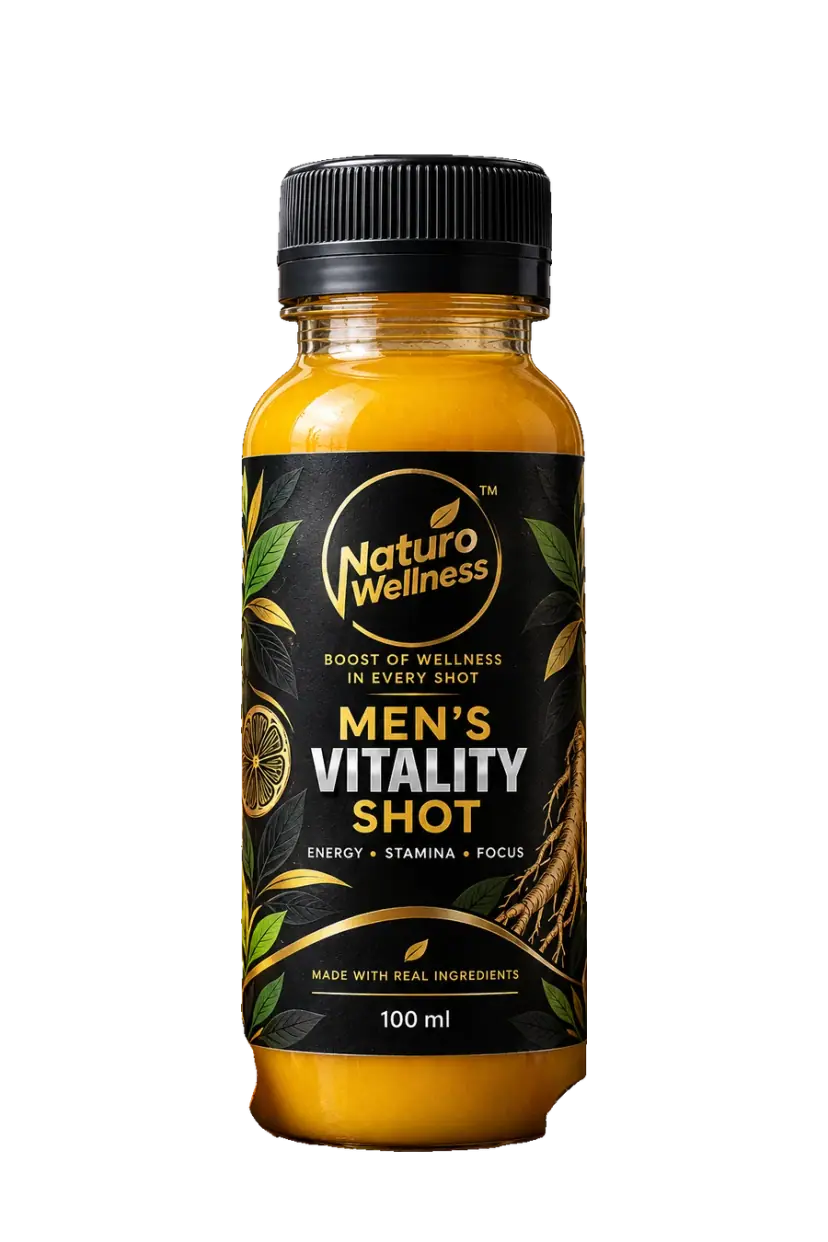 Naturo
Wellness
TM
BOOST OF WELLNESS
IN EVERY SHOT
MEN'S
VITALITY
SHOT
ENERGY • STAMINA • FOCUS
MADE WITH REAL INGREDIENTS
100 ml